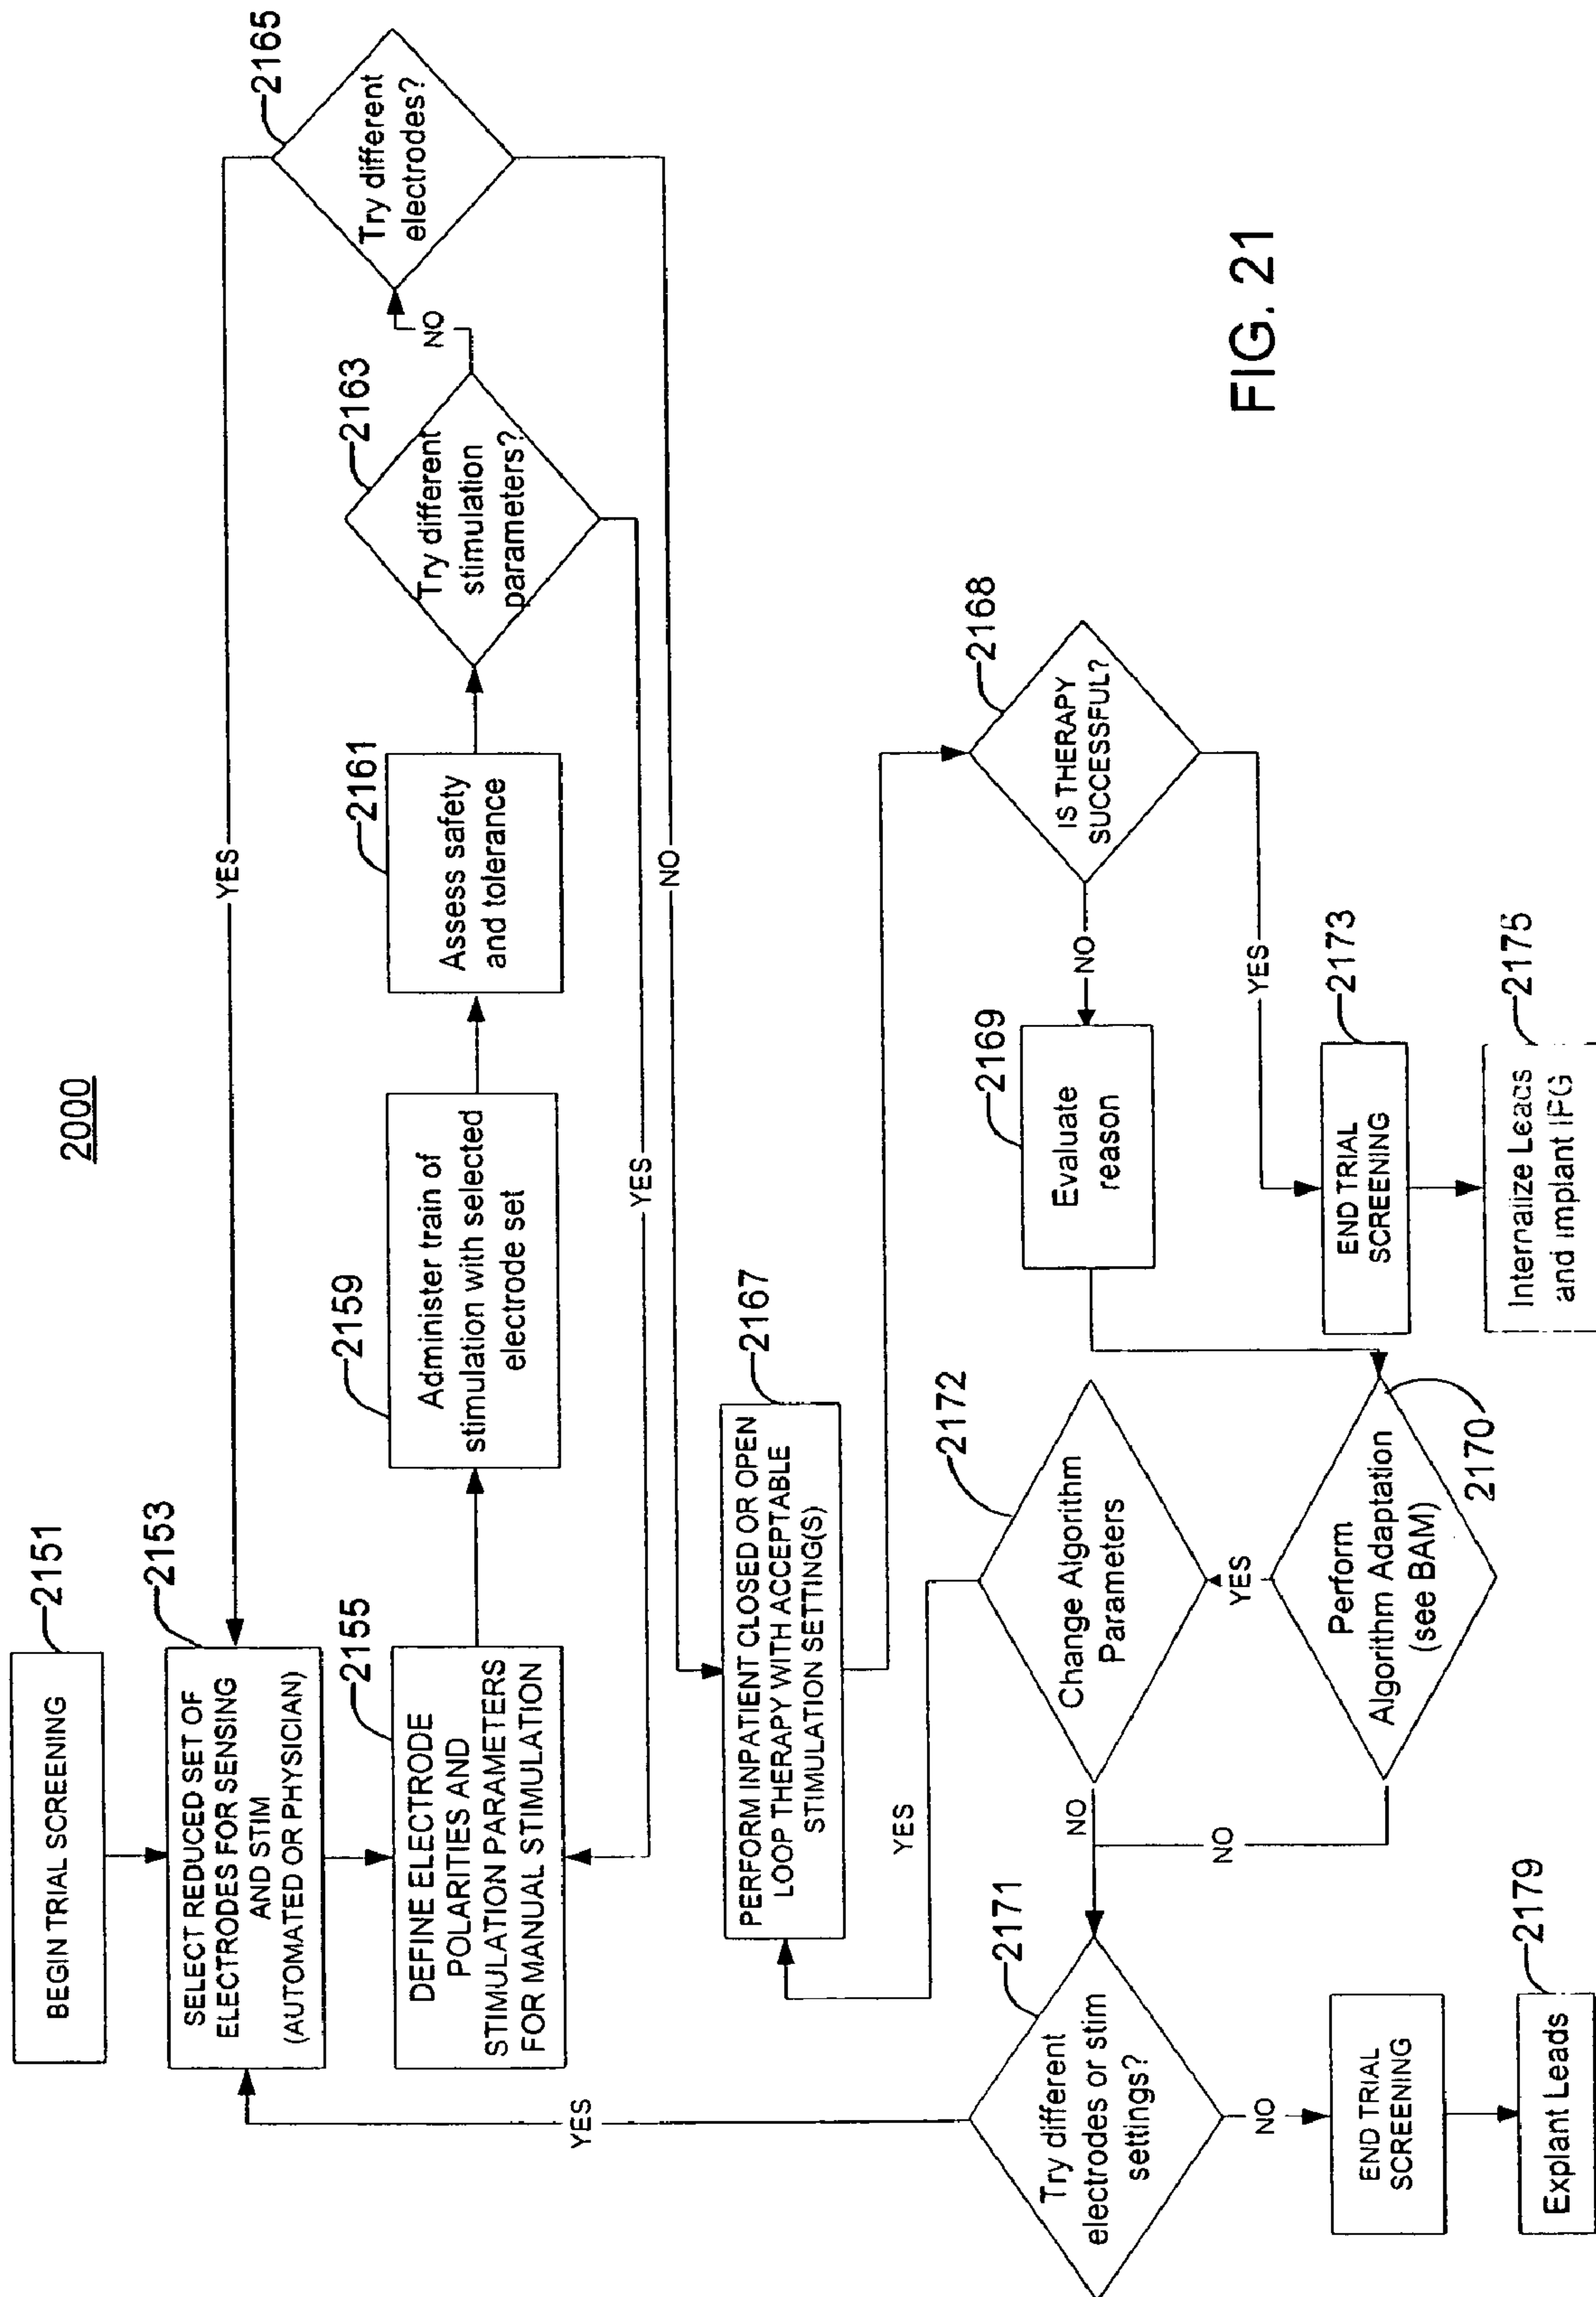 2000
BEGIN TRIAL SCREENING
2151
SELECT REDUCED SET OF
ELECTRODES FOR SENSING
AND STIM
(AUTOMATED OR PHYSICIAN)
2153
DEFINE ELECTRODE
POLARITIES AND
STIMULATION PARAMETERS
FOR MANUAL STIMULATION
2155
Administer train of
stimulation with selected
electrode set
2159
Assess safety
and tolerance
2161
Try different
stimulation
parameters?
2163
NO
YES
Try different
electrodes?
2165
YES
NO
PERFORM INPATIENT CLOSED OR OPEN
LOOP THERAPY WITH ACCEPTABLE
STIMULATION SETTING(S)
2167
IS THERAPY
SUCCESSFUL?
2168
NO
YES
Evaluate
reason
2169
Perform
Algorithm Adaptation
(see BAM)
2170
YES
NO
Change Algorithm
Parameters
2172
YES
NO
Try different
electrodes or stim
settings?
2171
YES
NO
END TRIAL
SCREENING
Explant Leads
2179
END TRIAL
SCREENING
2173
Internalize Leads
and implant IPG
2175
FIG. 21